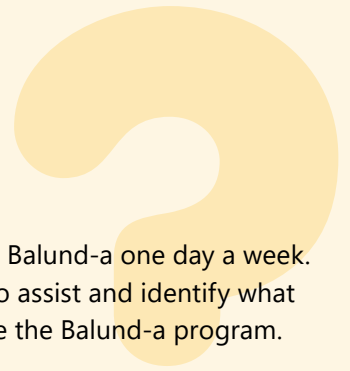 Balund-a one day a week.
assist and identify what
the Balund-a program.